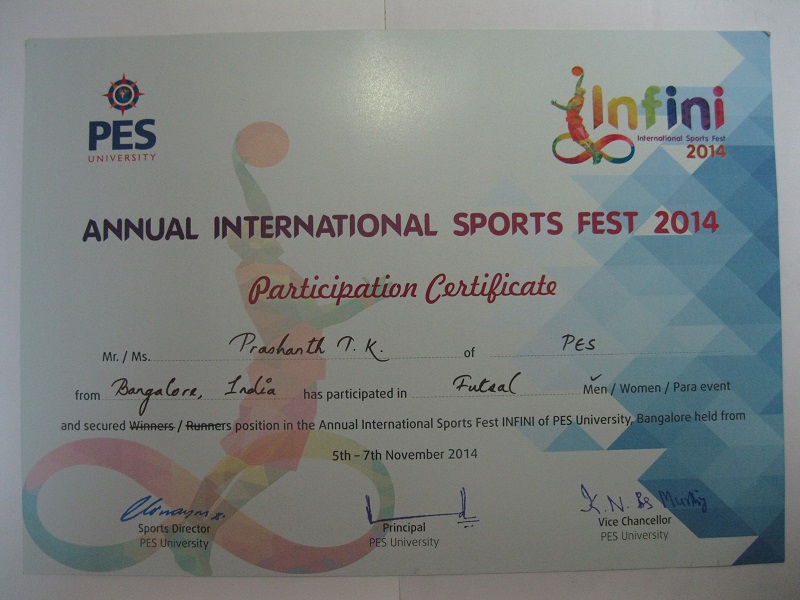 PES
UNIVERSITY
Infini
International Sports Fest
2014
ANNUAL INTERNATIONAL SPORTS FEST 2014
Participation Certificate
Mr. / Ms. Prashanth T. K. of PES
from Bangalore, India has participated in Futsal Men / Women / Para event
and secured Winners / Runners position in the Annual International Sports Fest INFINI of PES University, Bangalore held from
5th – 7th November 2014
K. N. BS Murthy
Sports Director
PES University
Principal
PES University
Vice Chancellor
PES University